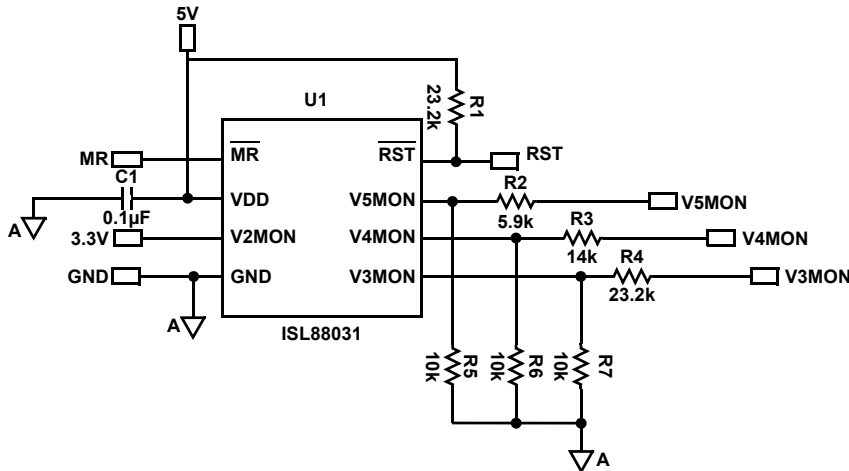 5V
U1
23.2k
R1
MR
MR
RST
RST
C1
0.1µF
VDD
V5MON
R2
5.9k
V5MON
A
3.3V
V2MON
V4MON
R3
14k
V4MON
GND
GND
V3MON
R4
23.2k
V3MON
A
ISL88031
10k
R5
10k
R6
10k
R7
A